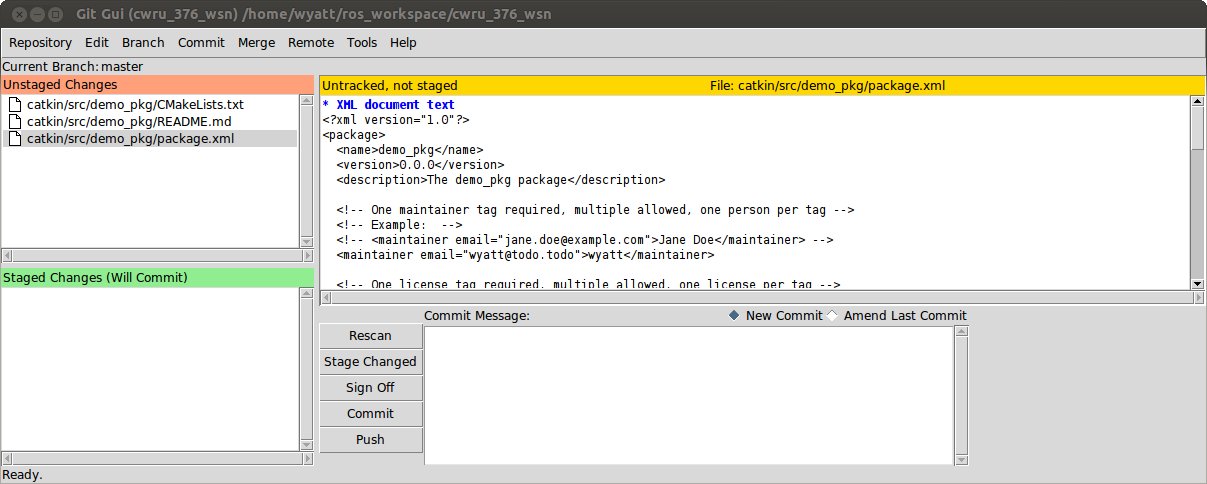 Git Gui (cwru_376_wsn) /home/wyatt/ros_workspace/cwru_376_wsn
Repository Edit Branch Commit Merge Remote Tools Help
Current Branch: master
Unstaged Changes
catkin/src/demo_pkg/CMakeLists.txt
catkin/src/demo_pkg/README.md
catkin/src/demo_pkg/package.xml
Staged Changes (Will Commit)
Untracked, not staged File: catkin/src/demo_pkg/package.xml
* XML document text
<?xml version="1.0"?>
<package>
  <name>demo_pkg</name>
  <version>0.0.0</version>
  <description>The demo_pkg package</description>
  <!-- One maintainer tag required, multiple allowed, one person per tag -->
  <!-- Example:  -->
  <!-- <maintainer email="jane.doe@example.com">Jane Doe</maintainer> -->
  <maintainer email="wyatt@todo.todo">wyatt</maintainer>
  <!-- One license tag required, multiple allowed, one license per tag -->
Commit Message: New Commit Amend Last Commit
Rescan
Stage Changed
Sign Off
Commit
Push
Ready.